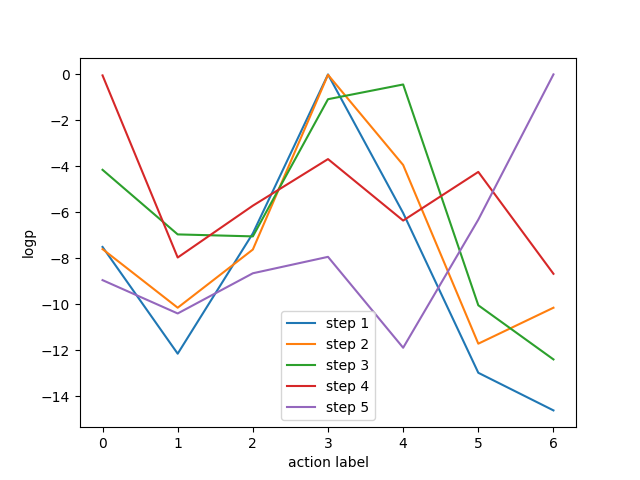 0
−2
−4
−6
−8
−10
−12
−14
logp
0 1 2 3 4 5 6
action label
step 1
step 2
step 3
step 4
step 5